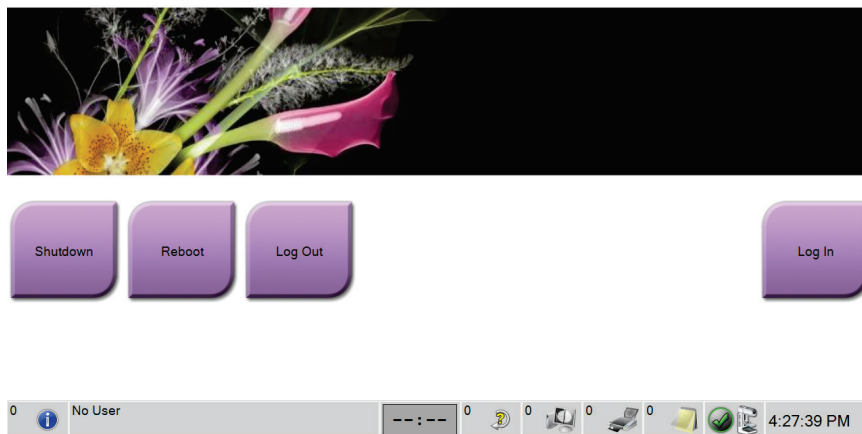 Shutdown
Reboot
Log Out
Log In
0
No User
--:--
0
0
0
0
4:27:39 PM